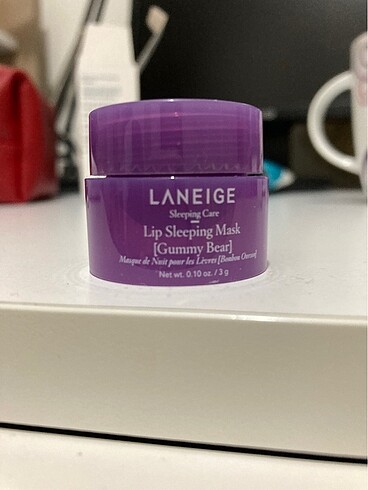 LANEIGE
Sleeping Care
Lip Sleeping Mask
[Gummy Bear]
Masque de Nuit pour les Lèvres [Bonbon Ourson]
Net wt. 0.10 oz. / 3 g